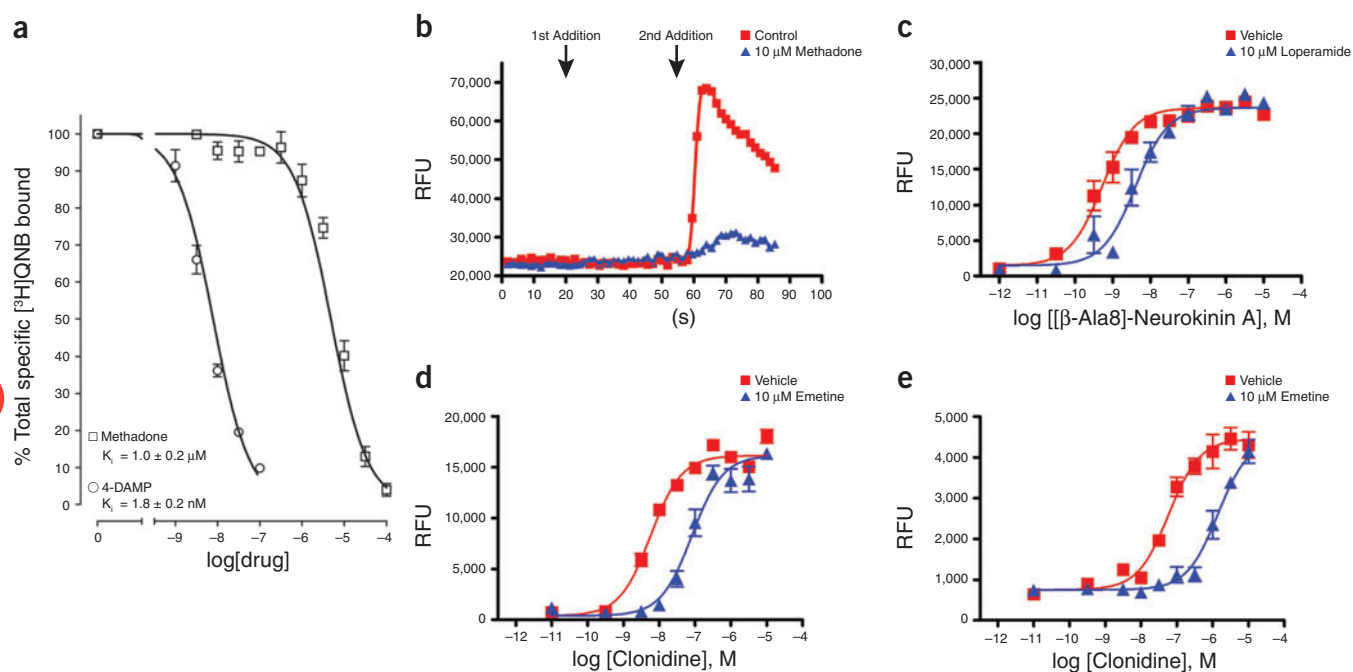 a
% Total specific [³H]QNB bound
100
90
80
70
60
50
40
30
20
10
0
Methadone
Kᵢ = 1.0 ± 0.2 μM
4-DAMP
Kᵢ = 1.8 ± 0.2 nM
0 –9 –8 –7 –6 –5 –4
log[drug]
b
1st Addition
2nd Addition
Control
10 μM Methadone
RFU
70,000
60,000
50,000
40,000
30,000
20,000
0 10 20 30 40 50 60 70 80 90 100
(s)
c
Vehicle
10 μM Loperamide
RFU
30,000
25,000
20,000
15,000
10,000
5,000
0
–12 –11 –10 –9 –8 –7 –6 –5 –4
log [[β-Ala8]-Neurokinin A], M
d
Vehicle
10 μM Emetine
RFU
20,000
15,000
10,000
5,000
0
–12 –11 –10 –9 –8 –7 –6 –5 –4
log [Clonidine], M
e
Vehicle
10 μM Emetine
RFU
5,000
4,000
3,000
2,000
1,000
0
–12 –11 –10 –9 –8 –7 –6 –5 –4
log [Clonidine], M